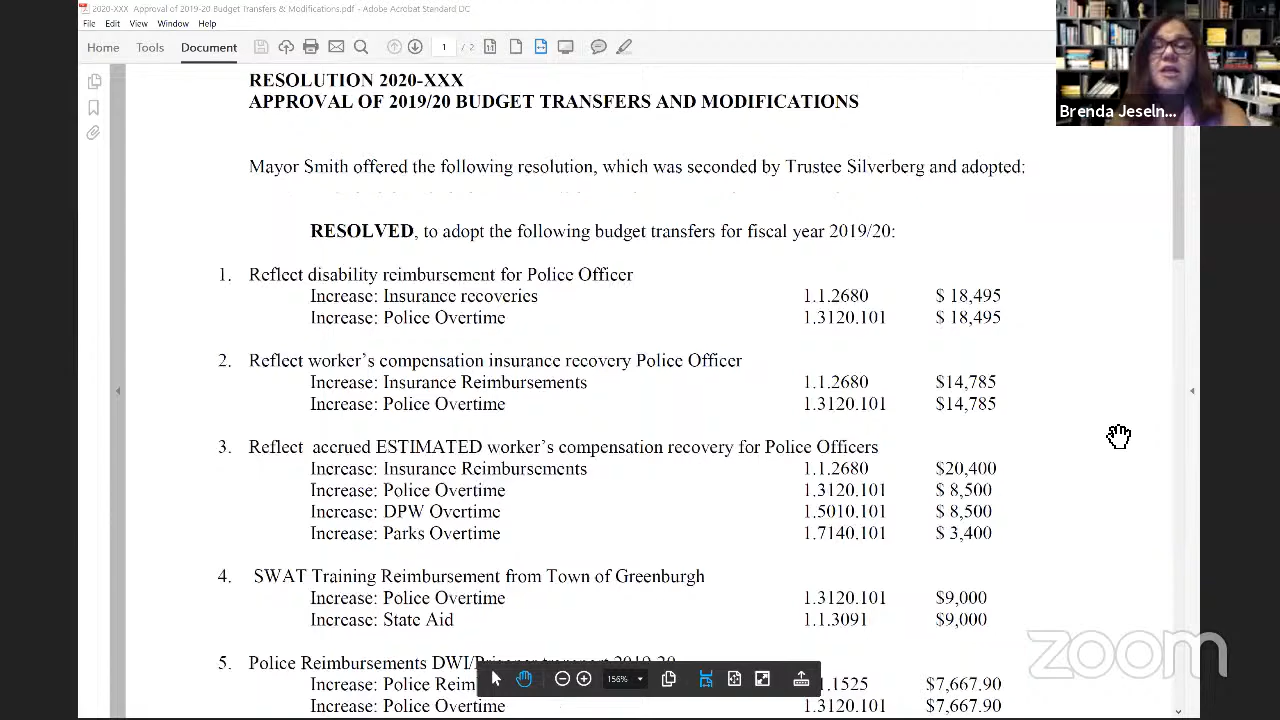 2020-XXX Approval of 2019-20 Budget Transfers & Modifications.pdf - Adobe Acrobat Standard DC
File Edit View Window Help
Home Tools Document 1 / 2
Brenda Jeseln...
RESOLUTION 2020-XXX
APPROVAL OF 2019/20 BUDGET TRANSFERS AND MODIFICATIONS
Mayor Smith offered the following resolution, which was seconded by Trustee Silverberg and adopted:
RESOLVED, to adopt the following budget transfers for fiscal year 2019/20:
1. Reflect disability reimbursement for Police Officer
Increase: Insurance recoveries 1.1.2680 $ 18,495
Increase: Police Overtime 1.3120.101 $ 18,495
2. Reflect worker's compensation insurance recovery Police Officer
Increase: Insurance Reimbursements 1.1.2680 $14,785
Increase: Police Overtime 1.3120.101 $14,785
3. Reflect accrued ESTIMATED worker's compensation recovery for Police Officers
Increase: Insurance Reimbursements 1.1.2680 $20,400
Increase: Police Overtime 1.3120.101 $ 8,500
Increase: DPW Overtime 1.5010.101 $ 8,500
Increase: Parks Overtime 1.7140.101 $ 3,400
4. SWAT Training Reimbursement from Town of Greenburgh
Increase: Police Overtime 1.3120.101 $9,000
Increase: State Aid 1.1.3091 $9,000
zoom
5. Police Reimbursements DWI/Prisoner transport 2019-20
Increase: Police Reim .1.1525 $7,667.90
Increase: Police Overtime 1.3120.101 $7,667.90
156%